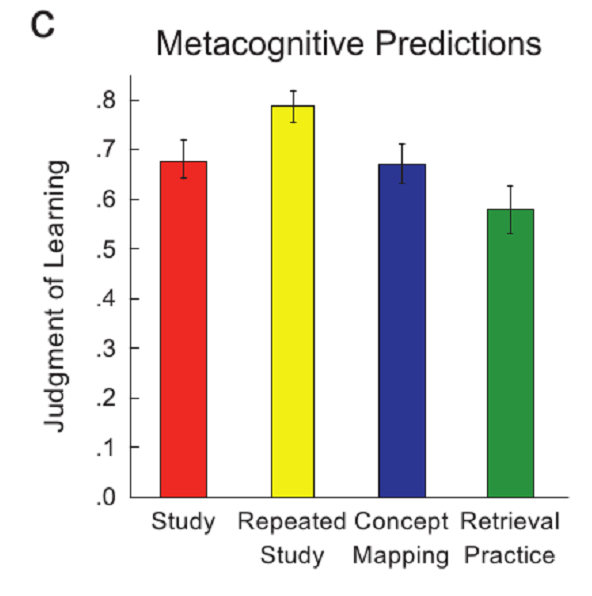 C
Metacognitive Predictions
Judgment of Learning
.8
.7
.6
.5
.4
.3
.2
.1
.0
Study Repeated Concept Retrieval
Study Mapping Practice